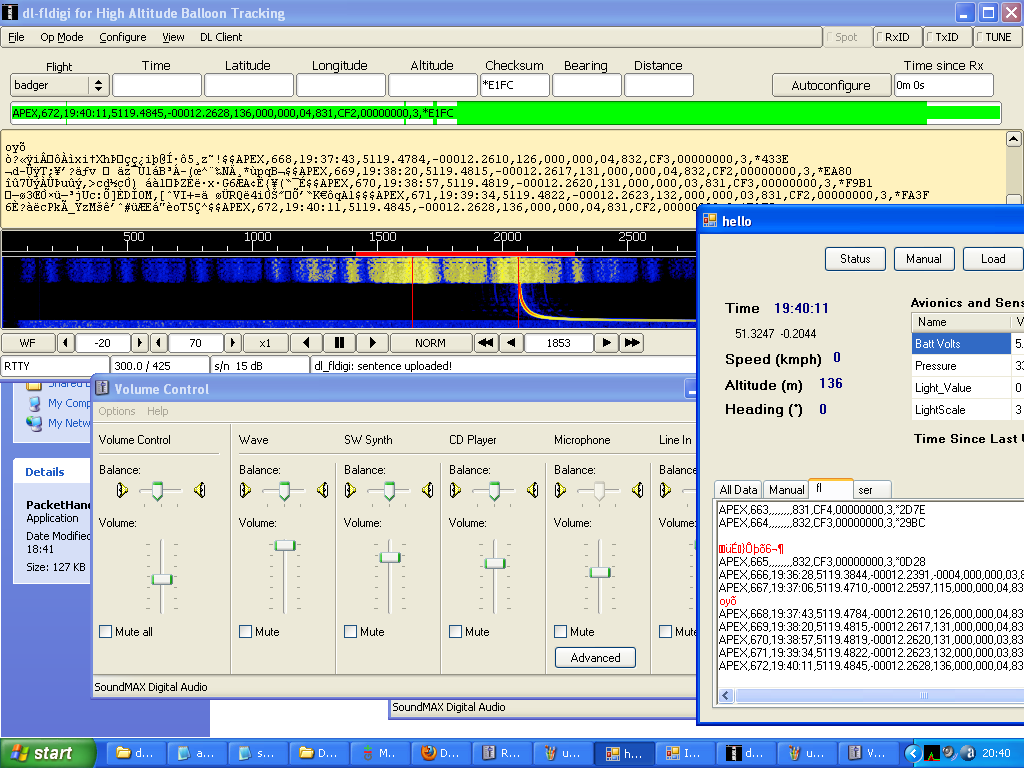 dl-fldigi for High Altitude Balloon Tracking
File Op Mode Configure View DL Client Spot RxID TxID TUNE
Flight Time Latitude Longitude Altitude Checksum Bearing Distance Time since Rx
badger *E1FC Autoconfigure 0m 0s
APEX,672,19:40:11,5119.4845,-00012.2628,136,000,000,04,831,CF2,00000000,3,*E1FC
oyõ
$$APEX,668,19:37:43,5119.4784,-00012.2610,126,000,000,04,832,CF3,00000000,3,*433E
$$APEX,669,19:38:20,5119.4815,-00012.2617,131,000,000,04,832,CF2,00000000,3,*EA80
$$APEX,670,19:38:57,5119.4819,-00012.2620,131,000,000,03,831,CF3,00000000,3,*F9B1
$$APEX,671,19:39:34,5119.4822,-00012.2623,132,000,000,03,831,CF2,00000000,3,*FA3F
$$APEX,672,19:40:11,5119.4845,-00012.2628,136,000,000,04,831,CF2,00000000,3,
500 1000 1500 2000 2500
WF -20 70 x1 NORM 1853
RTTY 300.0 / 425 s/n 15 dB dl_fldigi: sentence uploaded!
hello
Status Manual Load
Time 19:40:11
51.3247 -0.2044
Speed (kmph) 0
Altitude (m) 136
Heading (°) 0
Avionics and Sens
Name V
Batt Volts 5.
Pressure 33
Light_Value 0
LightScale 3
Time Since Last U
All Data Manual fl ser
APEX,663,,,,,,,,831,CF4,00000000,3,*2D7E
APEX,664,,,,,,,,832,CF3,00000000,3,*29BC
APEX,665,,,,,,,,832,CF3,00000000,3,*0D28
APEX,666,19:36:28,5119.3844,-00012.2391,-0004,000,000,03,8
APEX,667,19:37:06,5119.4710,-00012.2597,115,000,000,04,83
oyõ
APEX,668,19:37:43,5119.4784,-00012.2610,126,000,000,04,83
APEX,669,19:38:20,5119.4815,-00012.2617,131,000,000,04,83
APEX,670,19:38:57,5119.4819,-00012.2620,131,000,000,03,83
APEX,671,19:39:34,5119.4822,-00012.2623,132,000,000,03,83
APEX,672,19:40:11,5119.4845,-00012.2628,136,000,000,04,83
My Comp
My Netw
Details
PacketHand
Application
Date Modified
18:41
Size: 127 KB
Volume Control
Options Help
Volume Control Wave SW Synth CD Player Microphone Line In
Balance: Balance: Balance: Balance: Balance: Balance
Volume: Volume: Volume: Volume: Volume: Volume:
Mute all Mute Mute Mute Mute Mute
Advanced
SoundMAX Digital Audio
SoundMAX Digital Audio
start d... a... s... D... M... D... R... u... h... I... d... u... V... 20:40